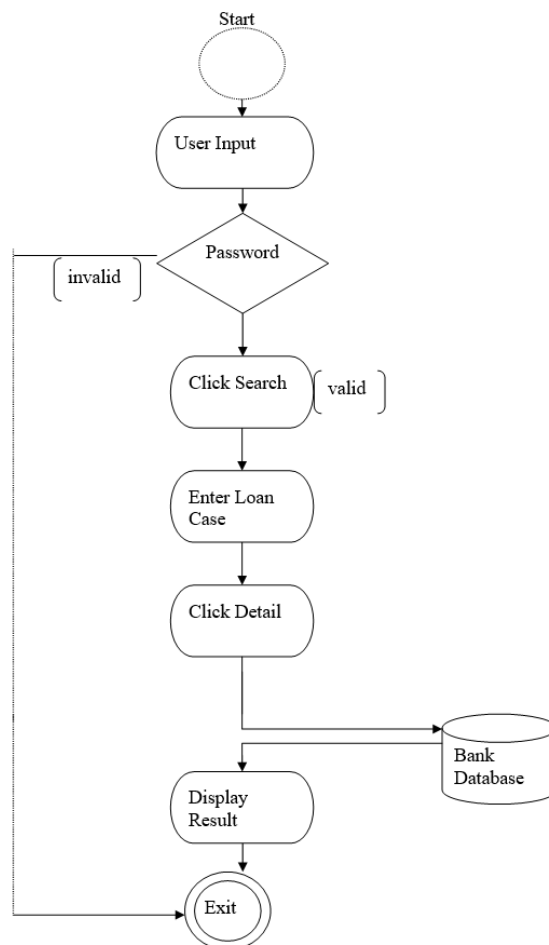 Start
User Input
Password
invalid
Click Search
valid
Enter Loan
Case
Click Detail
Bank
Database
Display
Result
Exit